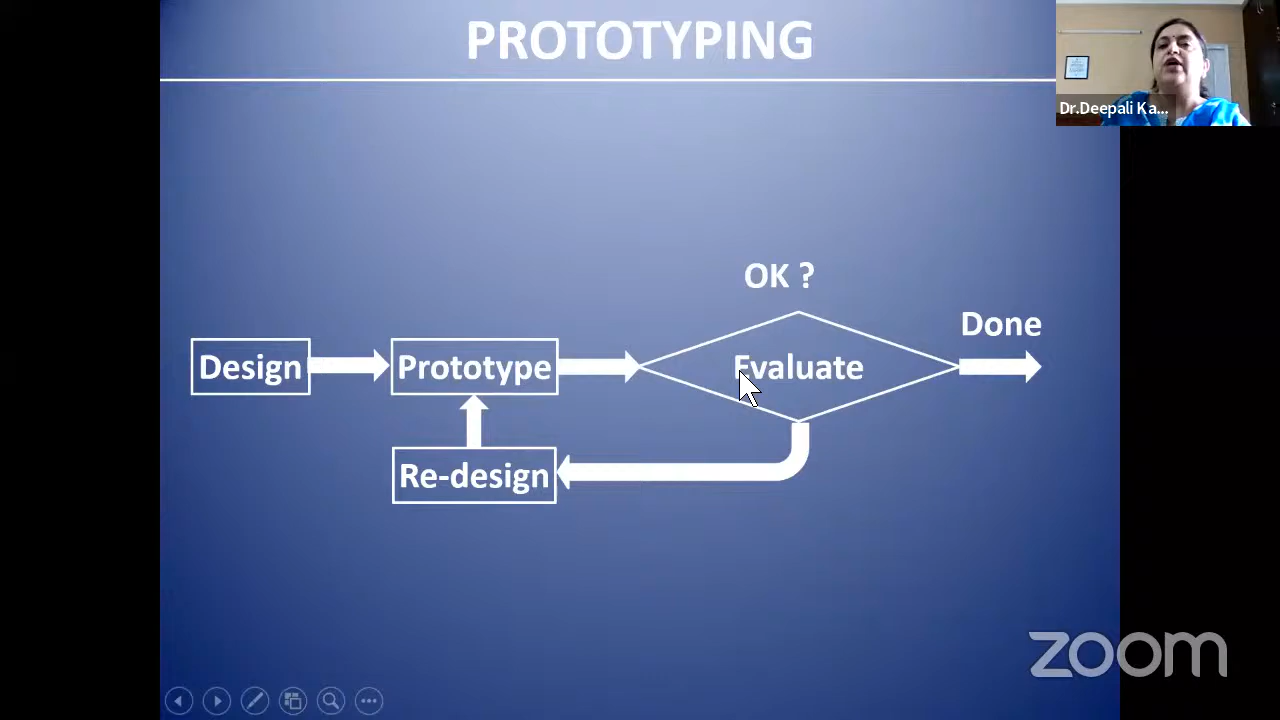 PROTOTYPING
Dr.Deepali Ka...
OK ?
Done
Design
Prototype
Evaluate
Re-design
zoom